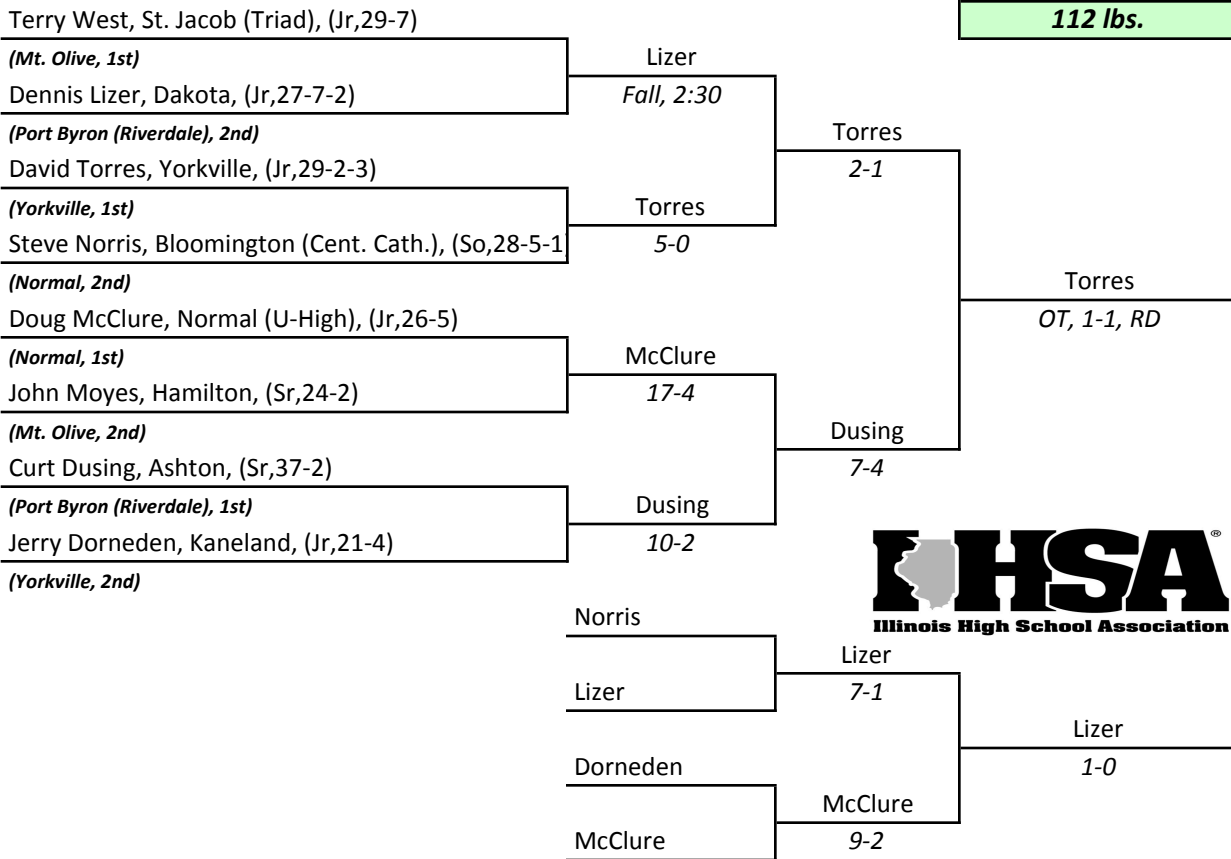 Terry West, St. Jacob (Triad), (Jr,29-7)
112 lbs.
(Mt. Olive, 1st)
Lizer
Dennis Lizer, Dakota, (Jr,27-7-2)
Fall, 2:30
(Port Byron (Riverdale), 2nd)
Torres
David Torres, Yorkville, (Jr,29-2-3)
2-1
(Yorkville, 1st)
Torres
Steve Norris, Bloomington (Cent. Cath.), (So,28-5-1
5-0
(Normal, 2nd)
Torres
Doug McClure, Normal (U-High), (Jr,26-5)
OT, 1-1, RD
(Normal, 1st)
McClure
John Moyes, Hamilton, (Sr,24-2)
17-4
(Mt. Olive, 2nd)
Dusing
Curt Dusing, Ashton, (Sr,37-2)
7-4
(Port Byron (Riverdale), 1st)
Dusing
Jerry Dorneden, Kaneland, (Jr,21-4)
10-2
(Yorkville, 2nd)
IHSA®
Illinois High School Association
Norris
Lizer
Lizer
7-1
Lizer
1-0
Dorneden
McClure
McClure
9-2